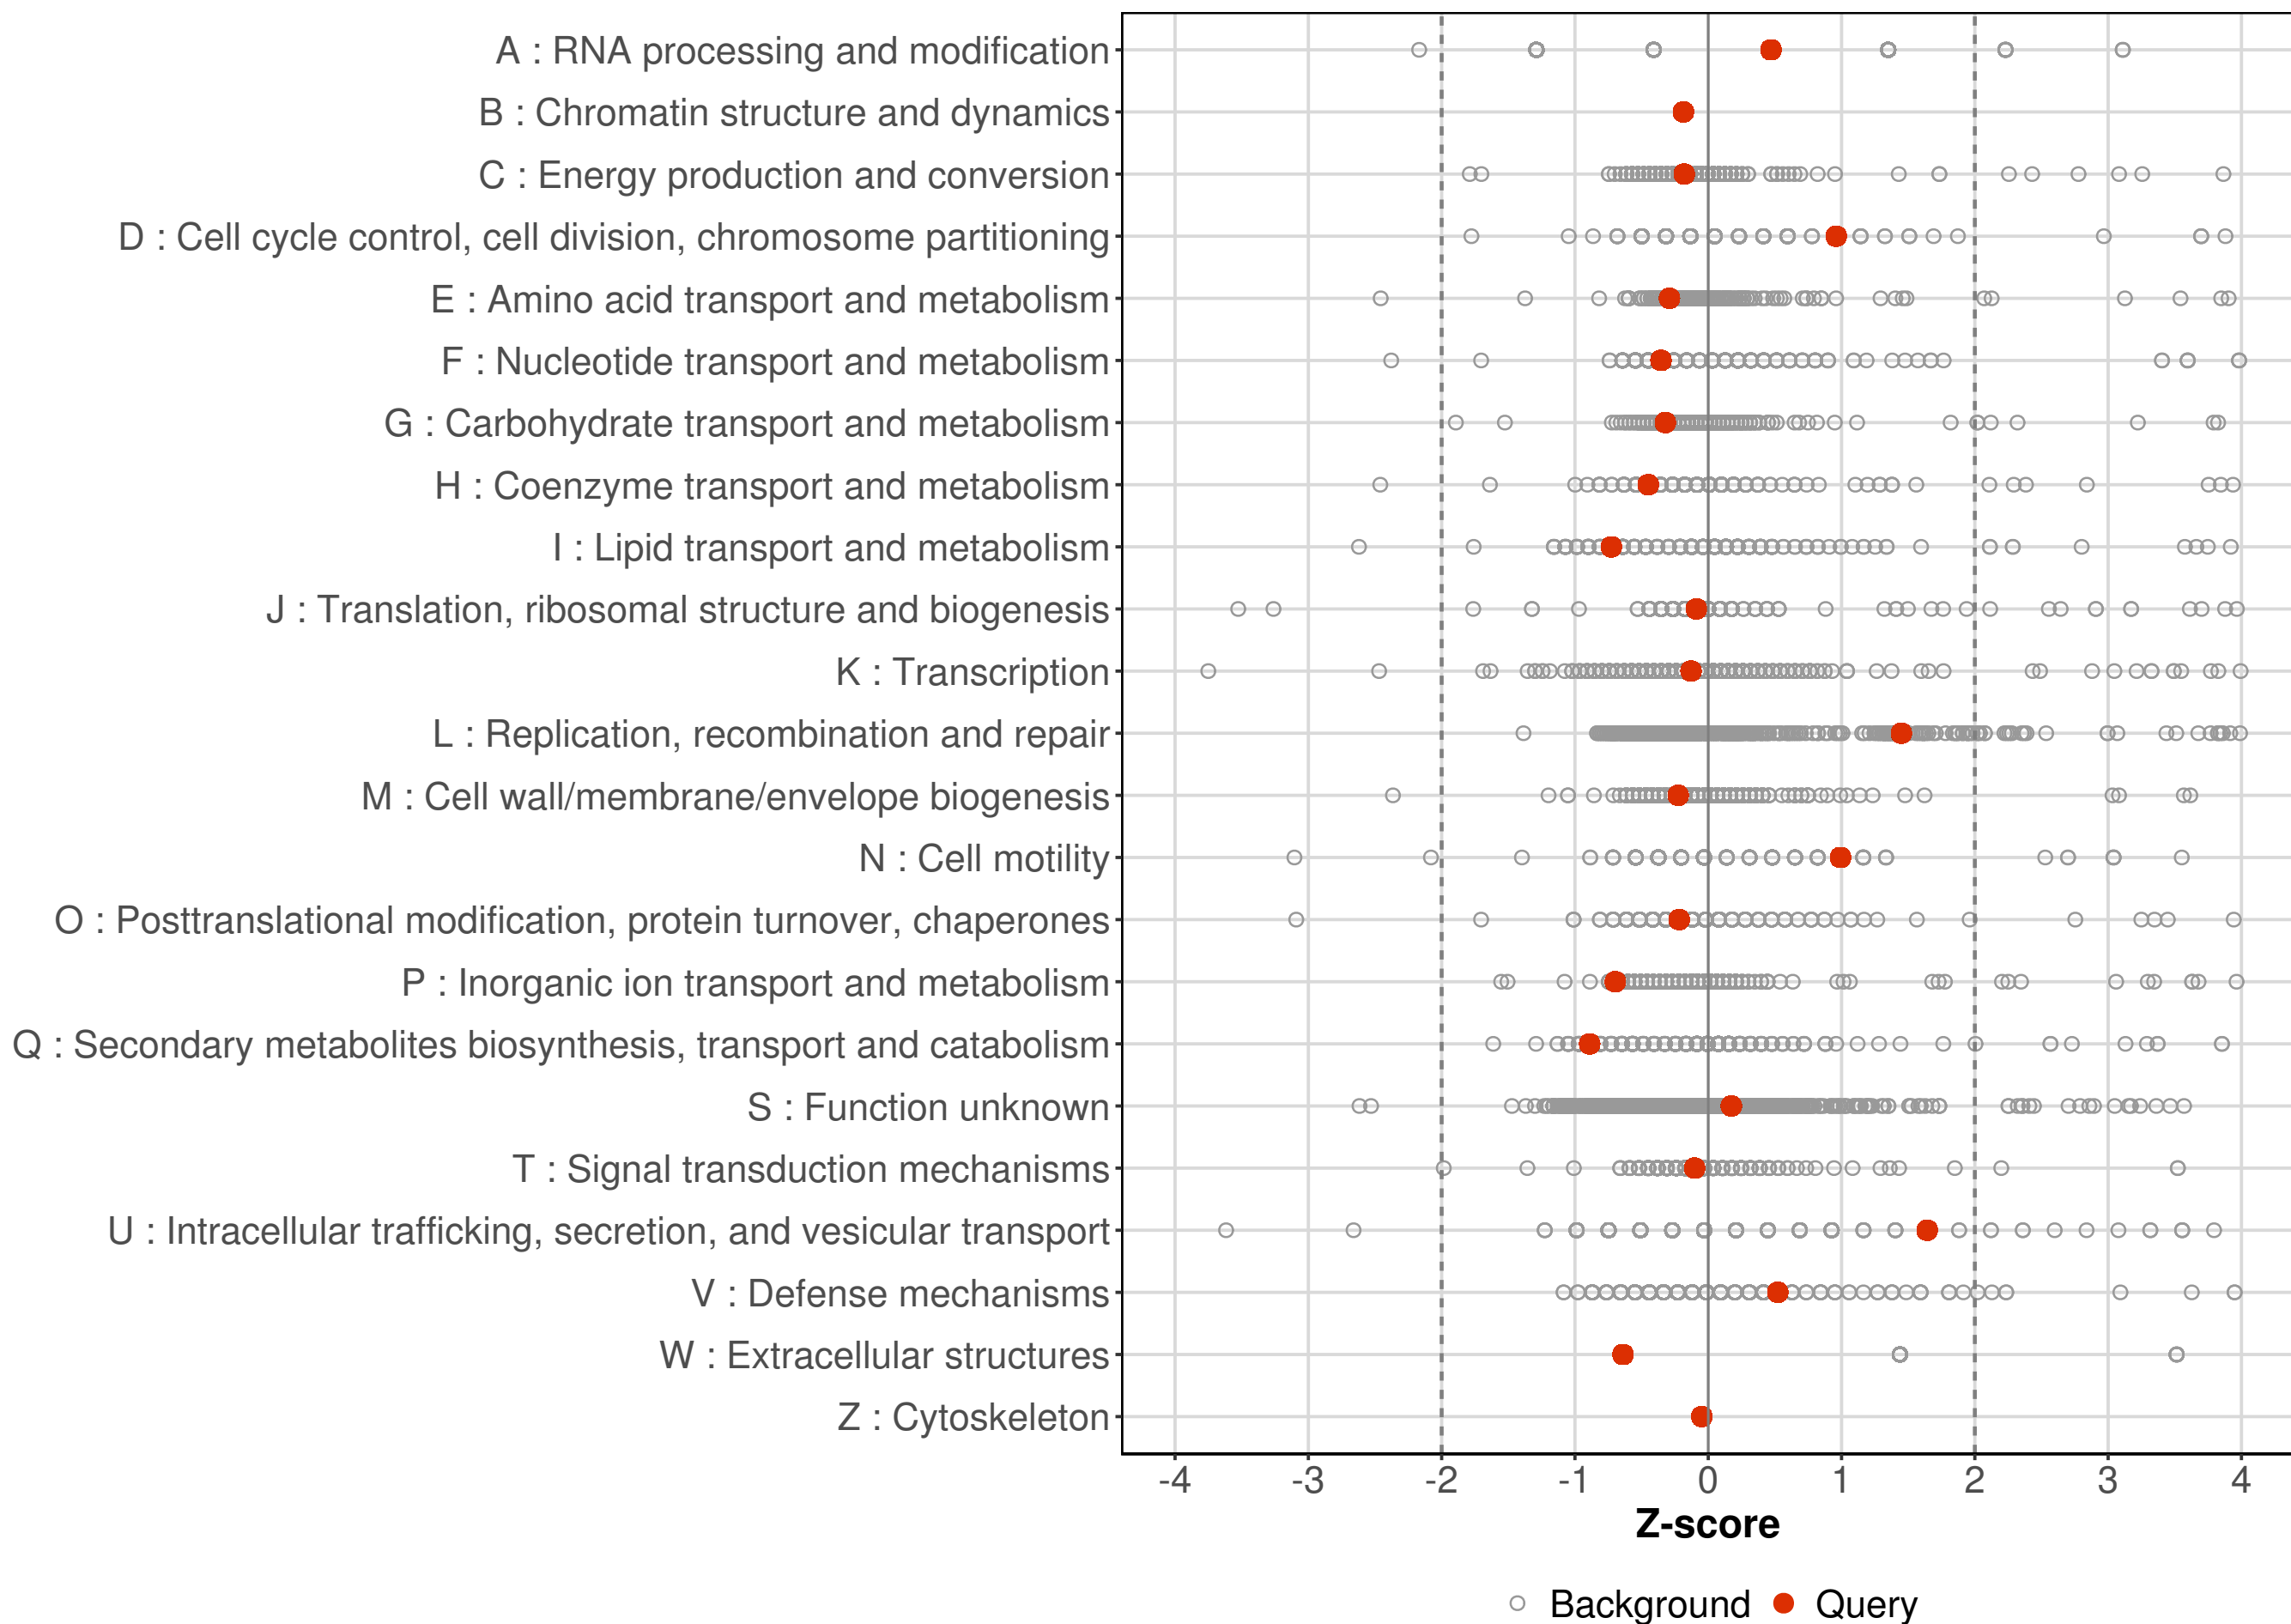 A : RNA processing and modification
B : Chromatin structure and dynamics
C : Energy production and conversion
D : Cell cycle control, cell division, chromosome partitioning
E : Amino acid transport and metabolism
F : Nucleotide transport and metabolism
G : Carbohydrate transport and metabolism
H : Coenzyme transport and metabolism
I : Lipid transport and metabolism
J : Translation, ribosomal structure and biogenesis
K : Transcription
L : Replication, recombination and repair
M : Cell wall/membrane/envelope biogenesis
N : Cell motility
O : Posttranslational modification, protein turnover, chaperones
P : Inorganic ion transport and metabolism
Q : Secondary metabolites biosynthesis, transport and catabolism
S : Function unknown
T : Signal transduction mechanisms
U : Intracellular trafficking, secretion, and vesicular transport
V : Defense mechanisms
W : Extracellular structures
Z : Cytoskeleton
-4 -3 -2 -1 0 1 2 3 4
Z-score
Background Query